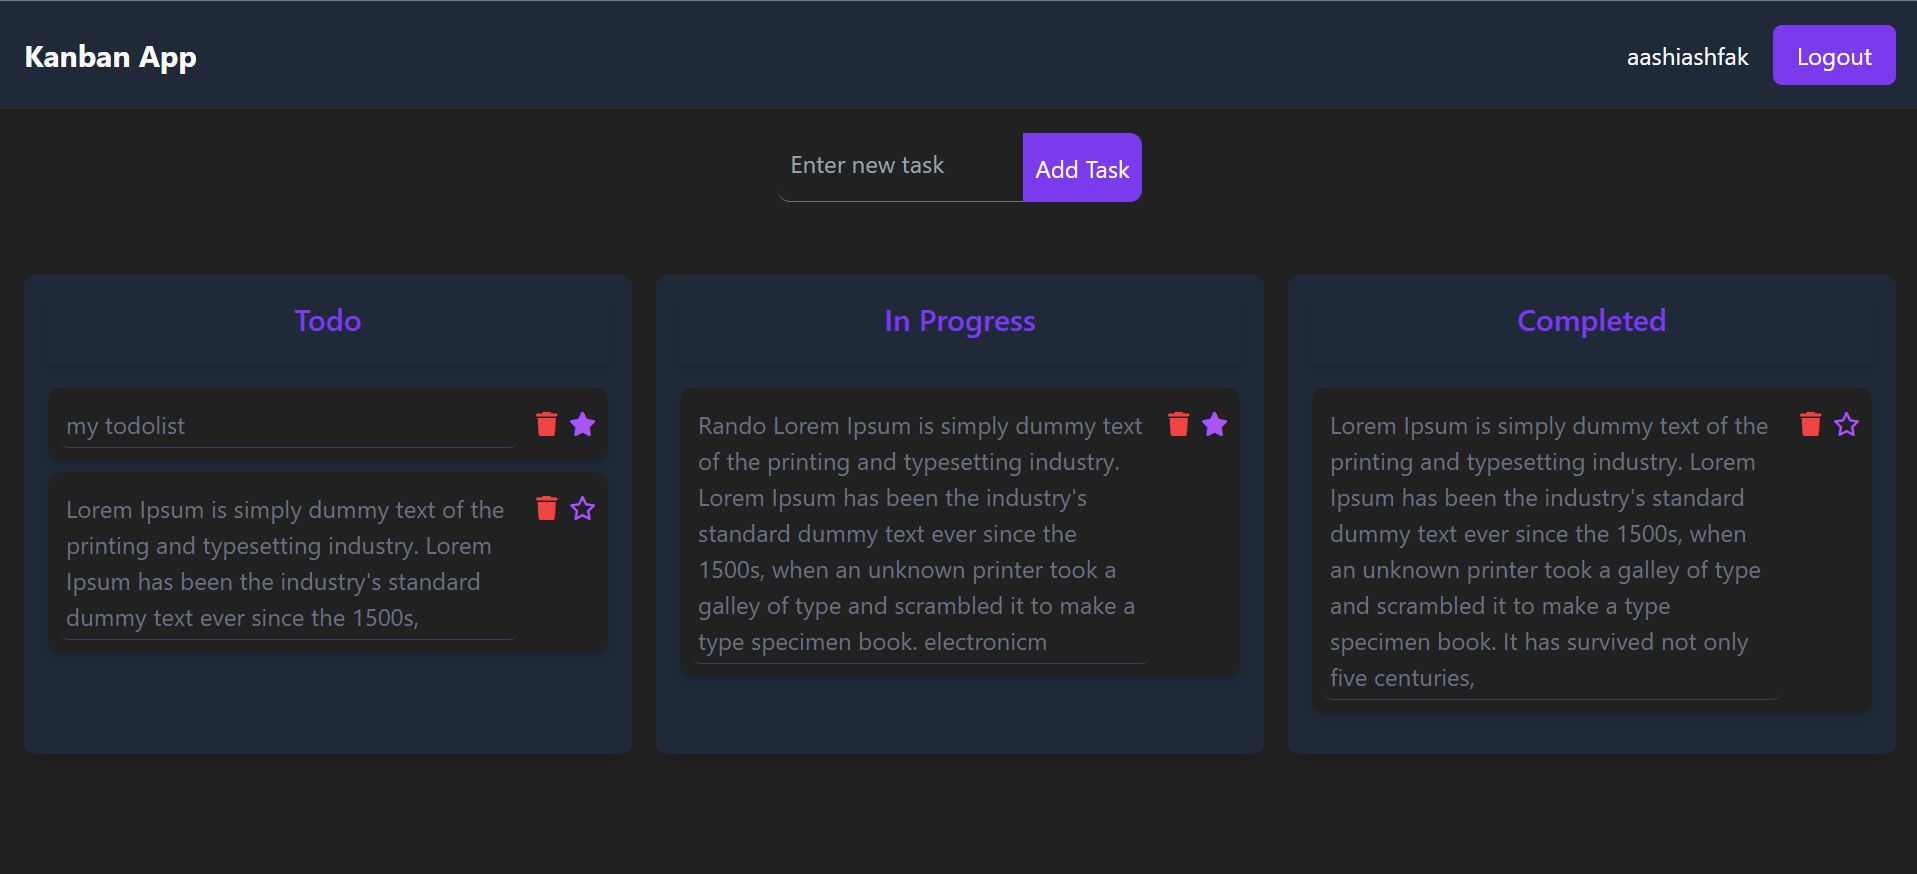 Kanban App
aashiashfak
Logout
Enter new task
Add Task
Todo
my todolist
Lorem Ipsum is simply dummy text of the
printing and typesetting industry. Lorem
Ipsum has been the industry's standard
dummy text ever since the 1500s,
In Progress
Rando Lorem Ipsum is simply dummy text
of the printing and typesetting industry.
Lorem Ipsum has been the industry's
standard dummy text ever since the
1500s, when an unknown printer took a
galley of type and scrambled it to make a
type specimen book. electronicm
Completed
Lorem Ipsum is simply dummy text of the
printing and typesetting industry. Lorem
Ipsum has been the industry's standard
dummy text ever since the 1500s, when
an unknown printer took a galley of type
and scrambled it to make a type
specimen book. It has survived not only
five centuries,